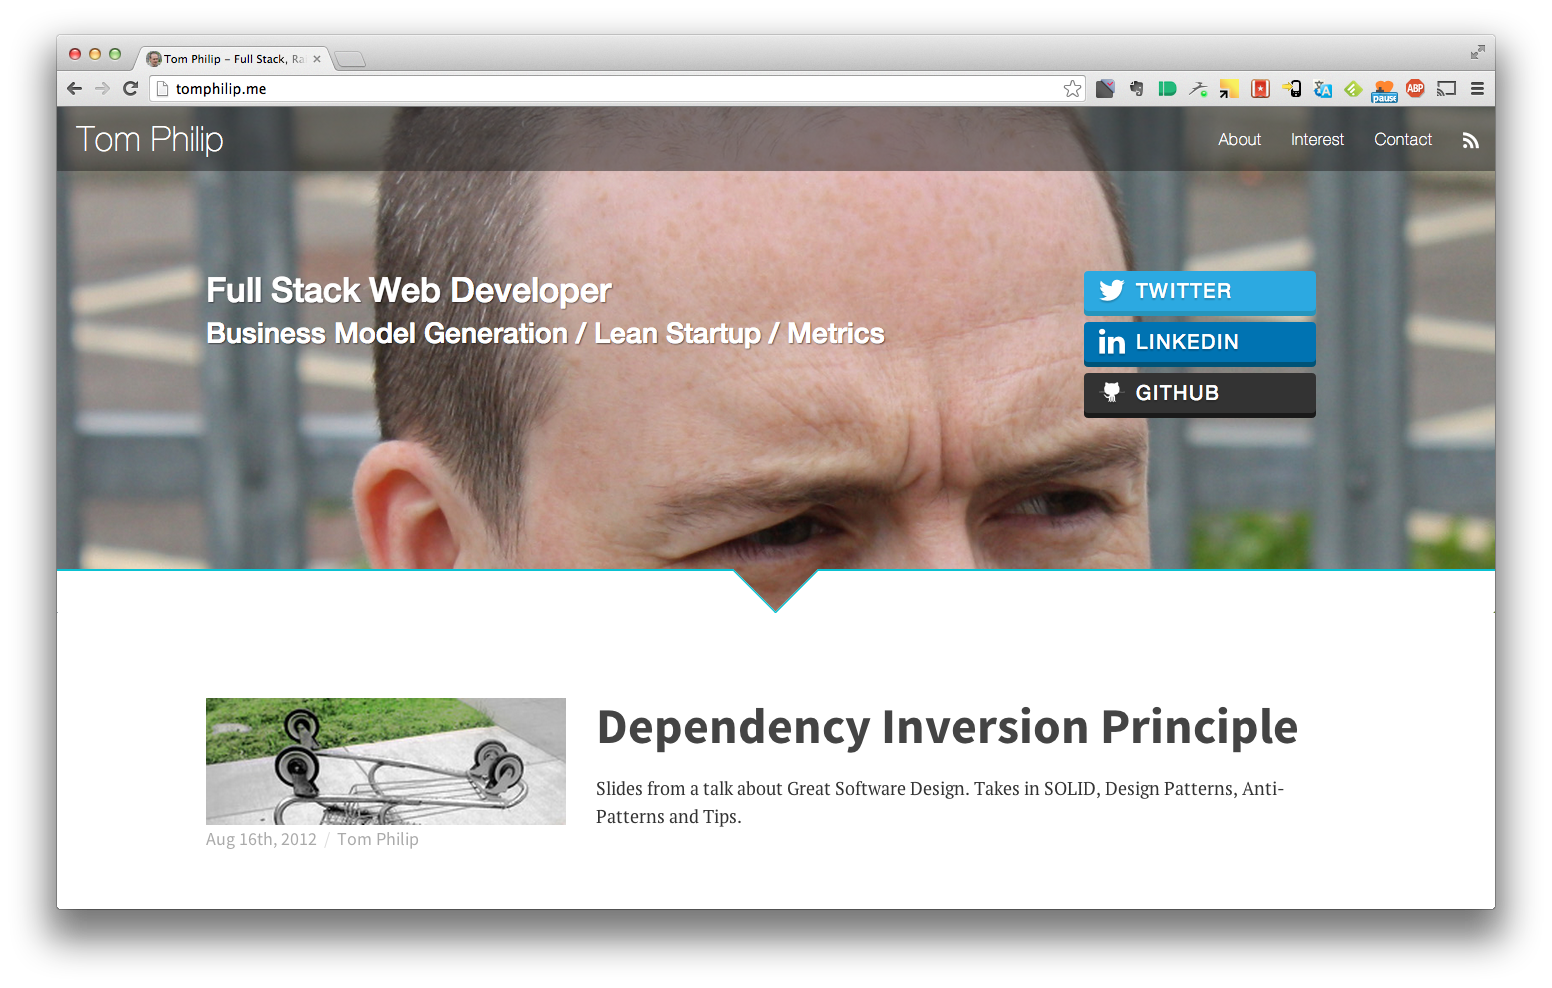 Tom Philip – Full Stack, Ra
tomphilip.me
pause
ABP
Tom Philip
About Interest Contact
Full Stack Web Developer
Business Model Generation / Lean Startup / Metrics
TWITTER
in LINKEDIN
GITHUB
Dependency Inversion Principle
Slides from a talk about Great Software Design. Takes in SOLID, Design Patterns, Anti-
Patterns and Tips.
Aug 16th, 2012 / Tom Philip